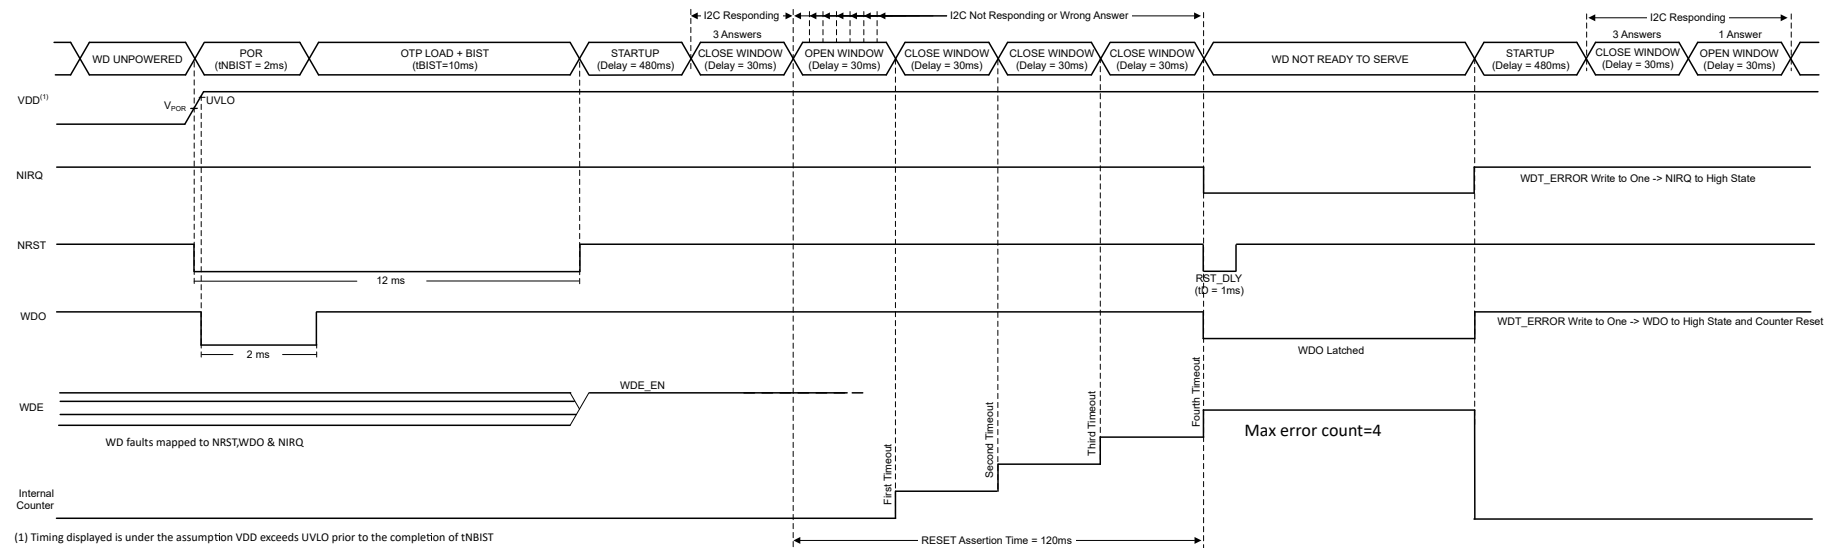 I2C Responding
I2C Not Responding or Wrong Answer
I2C Responding
3 Answers
3 Answers
1 Answer
WD UNPOWERED
POR
(tNBIST = 2ms)
OTP LOAD + BIST
(tBIST=10ms)
STARTUP
(Delay = 480ms)
CLOSE WINDOW
(Delay = 30ms)
OPEN WINDOW
(Delay = 30ms)
CLOSE WINDOW
(Delay = 30ms)
CLOSE WINDOW
(Delay = 30ms)
CLOSE WINDOW
(Delay = 30ms)
WD NOT READY TO SERVE
STARTUP
(Delay = 480ms)
CLOSE WINDOW
(Delay = 30ms)
OPEN WINDOW
(Delay = 30ms)
VDD(1)
VPOR
UVLO
NIRQ
WDT_ERROR Write to One -> NIRQ to High State
NRST
12 ms
RST_DLY
(tD = 1ms)
WDO
2 ms
WDO Latched
WDT_ERROR Write to One -> WDO to High State and Counter Reset
WDE
WDE_EN
WD faults mapped to NRST,WDO & NIRQ
First Timeout
Second Timeout
Third Timeout
Fourth Timeout
Max error count=4
Internal
Counter
(1) Timing displayed is under the assumption VDD exceeds UVLO prior to the completion of tNBIST
RESET Assertion Time = 120ms